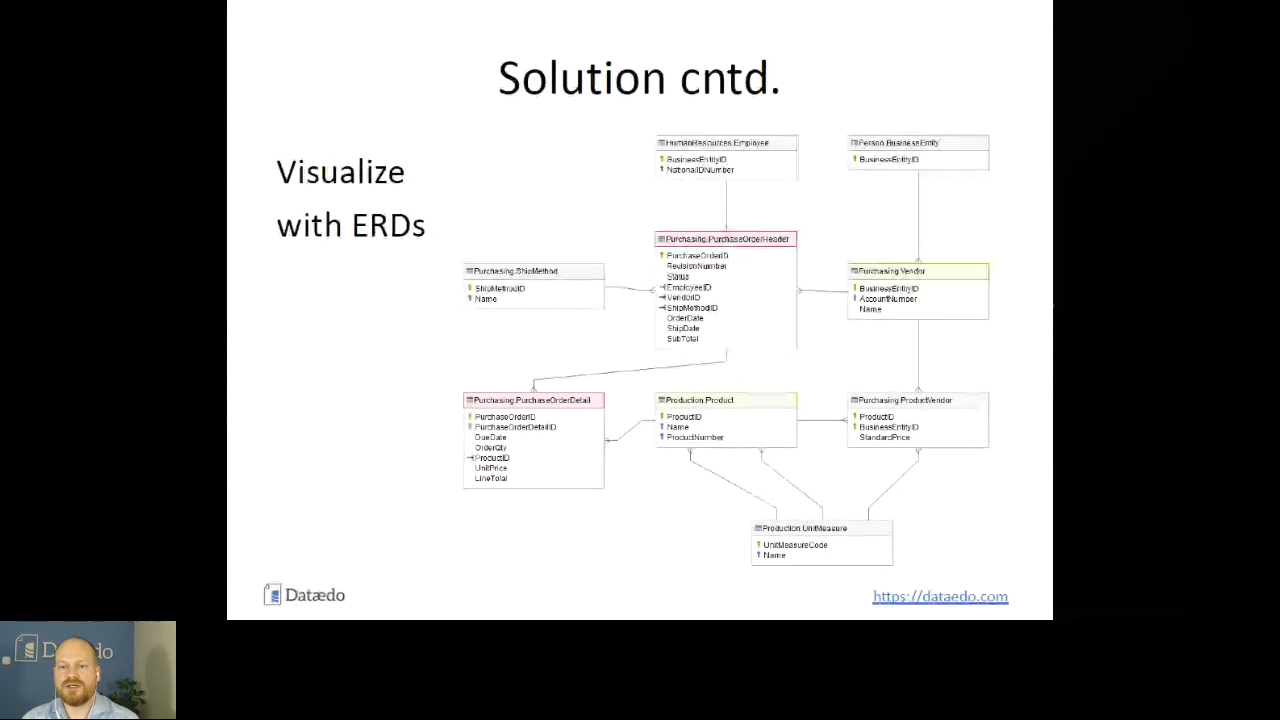 Solution cntd.
Visualize
with ERDs
HumanResources.Employee
BusinessEntityID
NationalIDNumber
Person.BusinessEntity
BusinessEntityID
Purchasing.ShipMethod
ShipMethodID
Name
Purchasing.PurchaseOrderHeader
PurchaseOrderID
RevisionNumber
Status
EmployeeID
VendorID
ShipMethodID
OrderDate
ShipDate
SubTotal
Purchasing.Vendor
BusinessEntityID
AccountNumber
Name
Purchasing.PurchaseOrderDetail
PurchaseOrderID
PurchaseOrderDetailID
DueDate
OrderQty
ProductID
UnitPrice
LineTotal
Production.Product
ProductID
Name
ProductNumber
Purchasing.ProductVendor
ProductID
BusinessEntityID
StandardPrice
Production.UnitMeasure
UnitMeasureCode
Name
Dataedo
https://dataedo.com